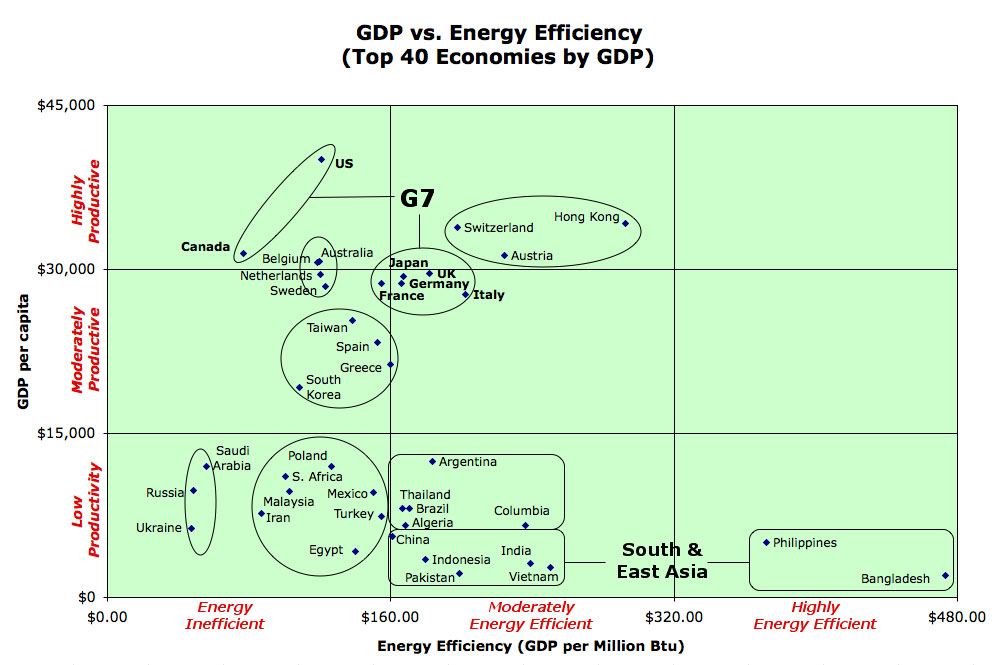 GDP vs. Energy Efficiency
(Top 40 Economies by GDP)
$45,000
$30,000
$15,000
$0
GDP per capita
Highly
Productive
Moderately
Productive
Low
Productivity
US
G7
Canada
Switzerland
Hong Kong
Austria
Belgium
Australia
Netherlands
Sweden
Japan
UK
Germany
France
Italy
Taiwan
Spain
Greece
South
Korea
Saudi
Arabia
Russia
Ukraine
Poland
S. Africa
Malaysia
Mexico
Iran
Turkey
Egypt
Argentina
Thailand
Brazil
Algeria
Columbia
China
Indonesia
India
Pakistan
Vietnam
South &
East Asia
Philippines
Bangladesh
$0.00
$160.00
$320.00
$480.00
Energy
Inefficient
Moderately
Energy Efficient
Highly
Energy Efficient
Energy Efficiency (GDP per Million Btu)